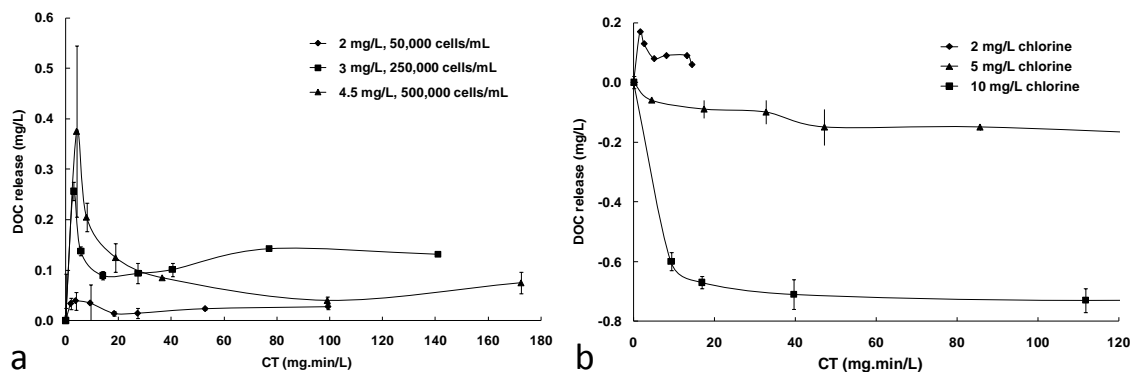 0.6
0.5
0.4
0.3
0.2
0.1
0.0
DOC release (mg/L)
2 mg/L, 50,000 cells/mL
3 mg/L, 250,000 cells/mL
4.5 mg/L, 500,000 cells/mL
0 20 40 60 80 100 120 140 160 180
CT (mg.min/L)
a
0.2
0.0
-0.2
-0.4
-0.6
-0.8
DOC release (mg/L)
2 mg/L chlorine
5 mg/L chlorine
10 mg/L chlorine
0 20 40 60 80 100 120
CT (mg.min/L)
b